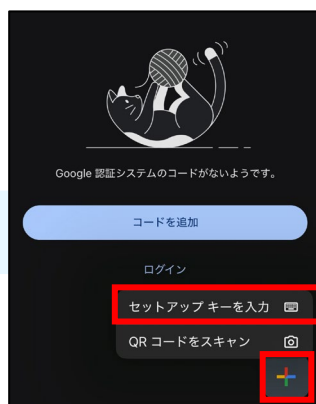 Google 認証システムのコードがないようです。
コードを追加
ログイン
セットアップ キーを入力
QR コードをスキャン